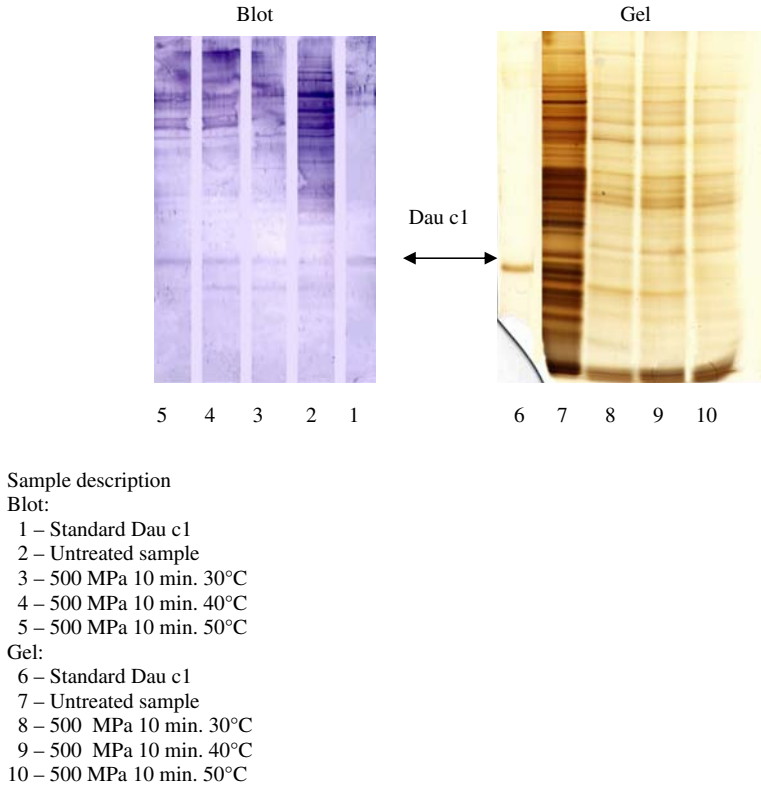 Blot Gel
Dau c1
5 4 3 2 1 6 7 8 9 10
Sample description
Blot:
1 – Standard Dau c1
2 – Untreated sample
3 – 500 MPa 10 min. 30°C
4 – 500 MPa 10 min. 40°C
5 – 500 MPa 10 min. 50°C
Gel:
6 – Standard Dau c1
7 – Untreated sample
8 – 500 MPa 10 min. 30°C
9 – 500 MPa 10 min. 40°C
10 – 500 MPa 10 min. 50°C